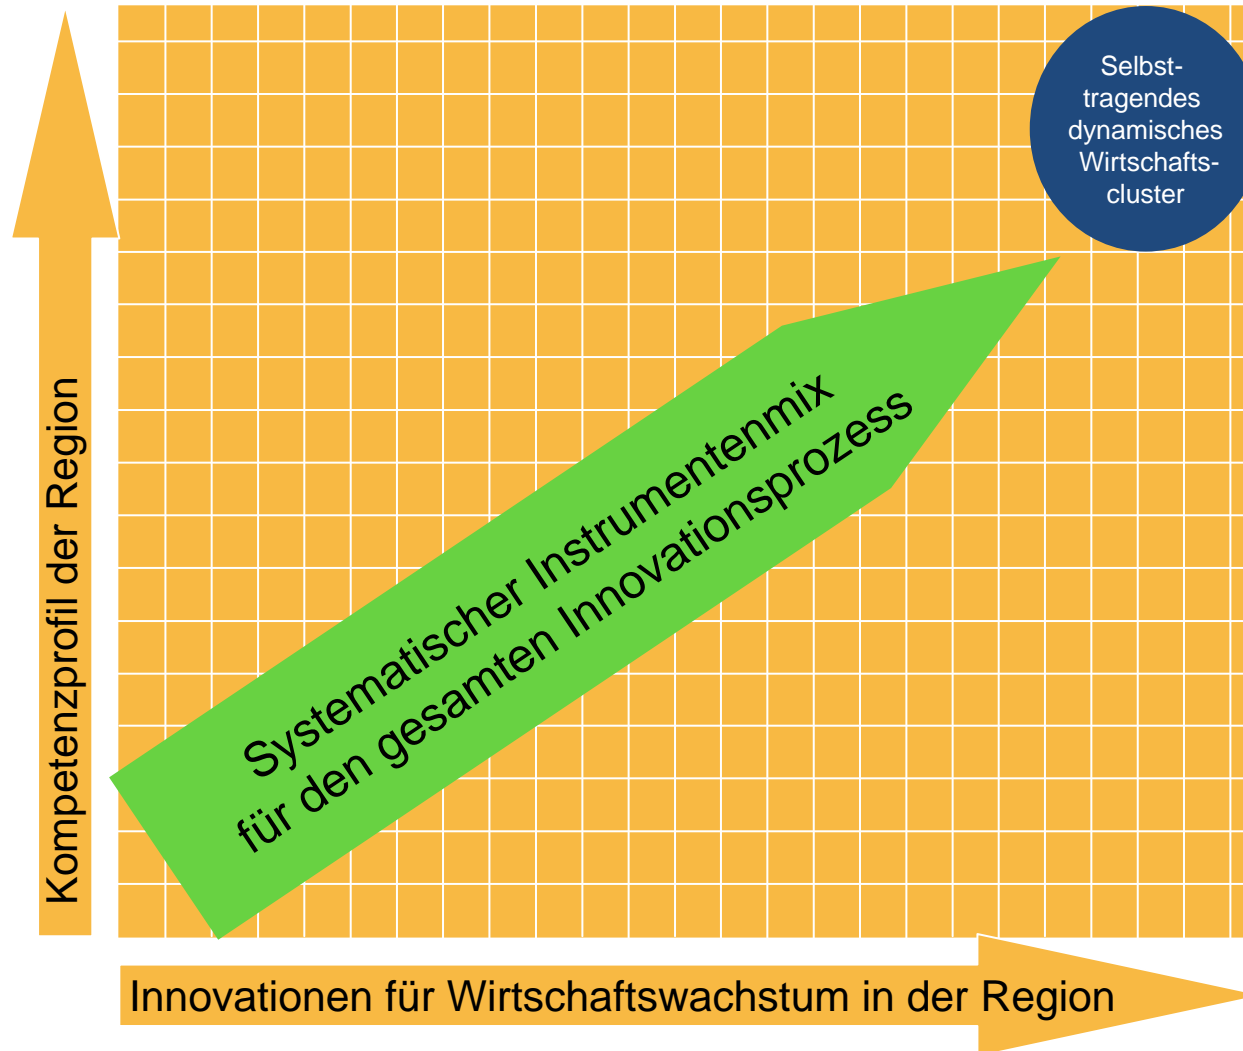 Selbst-
tragendes
dynamisches
Wirtschafts-
cluster
Kompetenzprofil der Region
Systematischer Instrumentenmix
für den gesamten Innovationsprozess
Innovationen für Wirtschaftswachstum in der Region